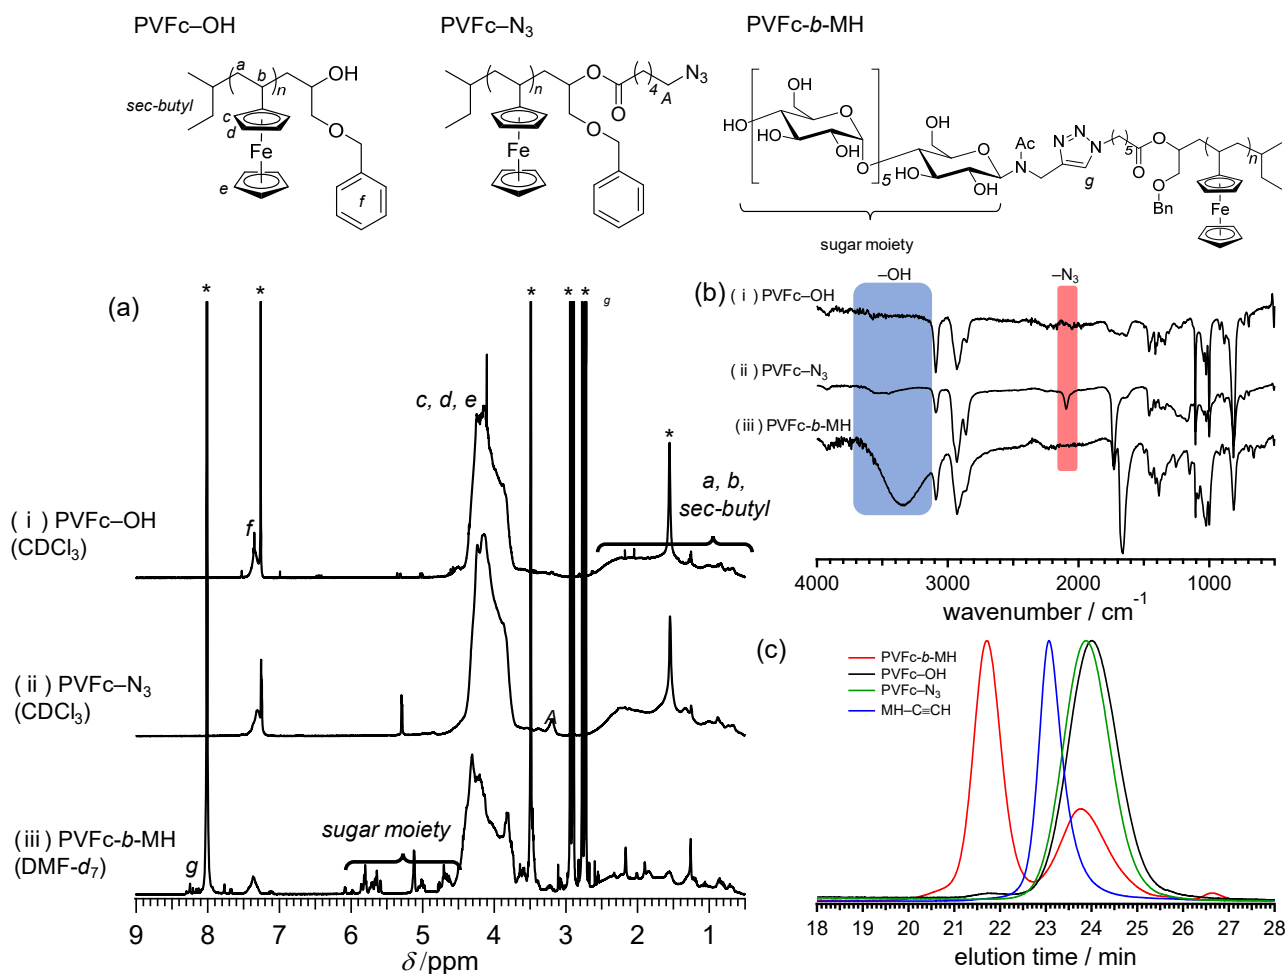 PVFc–OH
PVFc–N3
PVFc-b-MH
a
b
n
OH
sec-butyl
c
d
Fe
e
O
f
n
O
O
4
N3
A
Fe
O
HO
OH
O
HO
OH
O
5
HO
O
HO
OH
Ac
N
N
N
N
g
5
O
O
O
Bn
n
Fe
sugar moiety
(a)
* * * * * g
c, d, e
*
a, b,
sec-butyl
( i ) PVFc–OH
(CDCl3)
f
( ii ) PVFc–N3
(CDCl3)
A
(iii) PVFc-b-MH
(DMF-d7)
g
sugar moiety
9 8 7 6 5 4 3 2 1
δ /ppm
(b)
–OH
–N3
( i ) PVFc–OH
( ii ) PVFc–N3
(iii) PVFc-b-MH
4000 3000 2000 1000
wavenumber / cm-1
(c)
PVFc-b-MH
PVFc–OH
PVFc–N3
MH–C≡CH
18 19 20 21 22 23 24 25 26 27 28
elution time / min